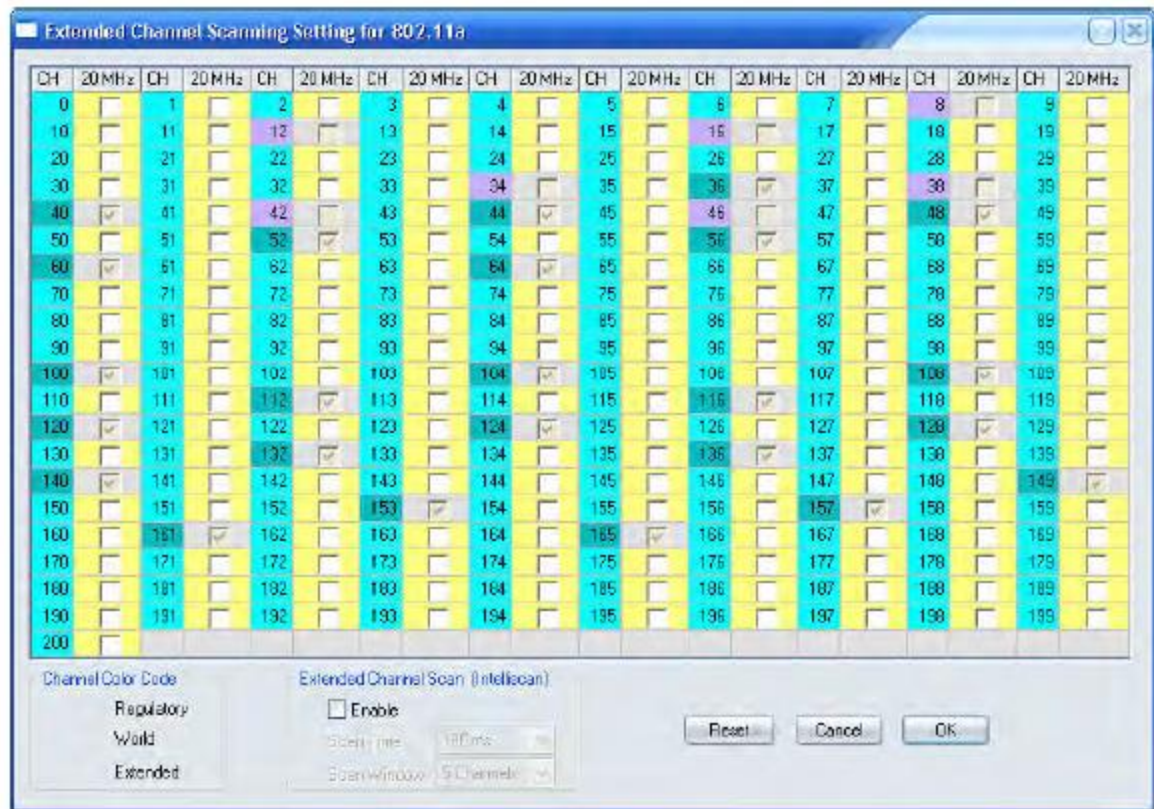 Extended Channel Scanning Setting for 802.11a
CH 20 MHz CH 20 MHz CH 20 MHz CH 20 MHz CH 20 MHz CH 20 MHz CH 20 MHz CH 20 MHz CH 20 MHz CH 20 MHz
0 1 2 3 4 5 6 7 8 9
10 11 12 13 14 15 16 17 18 19
20 21 22 23 24 25 26 27 28 29
30 31 32 33 34 35 36 37 38 39
40 41 42 43 44 45 46 47 48 49
50 51 52 53 54 55 56 57 58 59
60 61 62 63 64 65 66 67 68 69
70 71 72 73 74 75 76 77 78 79
80 81 82 83 84 85 86 87 88 89
90 91 92 93 94 95 96 97 98 99
100 101 102 103 104 105 106 107 108 109
110 111 112 113 114 115 116 117 118 119
120 121 122 123 124 125 126 127 128 129
130 131 132 133 134 135 136 137 138 139
140 141 142 143 144 145 146 147 148 149
150 151 152 153 154 155 156 157 158 159
160 161 162 163 164 165 166 167 168 169
170 171 172 173 174 175 176 177 178 179
180 181 182 183 184 185 186 187 188 189
190 191 192 193 194 195 196 197 198 199
200
Channel Color Code
Regulatory
World
Extended
Extended Channel Scan (Intelliscan)
Enable
Scan Time
Scan Window 5 Channels
Reset Cancel OK